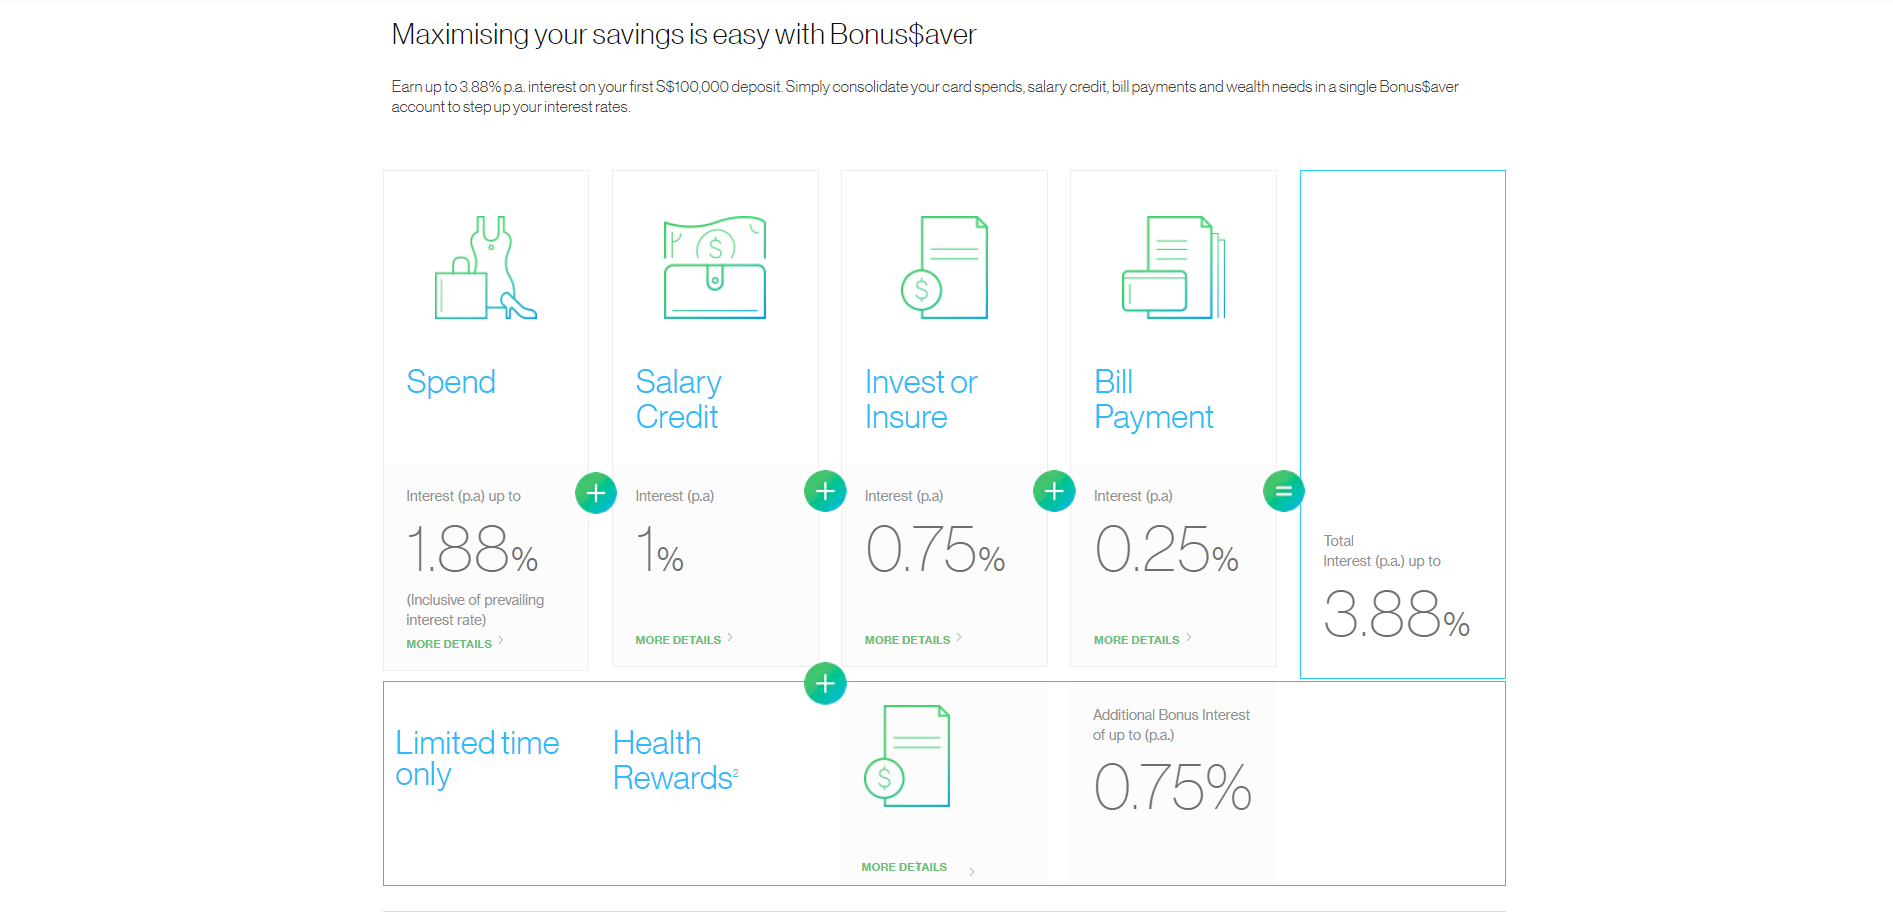 Maximising your savings is easy with Bonus$aver
Earn up to 3.88% p.a. interest on your first S$100,000 deposit. Simply consolidate your card spends, salary credit, bill payments and wealth needs in a single Bonus$aver
account to step up your interest rates.
Spend
Interest (p.a) up to
1.88%
(Inclusive of prevailing
interest rate)
MORE DETAILS
+
Salary
Credit
Interest (p.a)
1%
MORE DETAILS
+
Invest or
Insure
Interest (p.a)
0.75%
MORE DETAILS
+
Bill
Payment
Interest (p.a)
0.25%
MORE DETAILS
=
Total
Interest (p.a.) up to
3.88%
+
Limited time
only
Health
Rewards²
$
MORE DETAILS
Additional Bonus Interest
of up to (p.a.)
0.75%